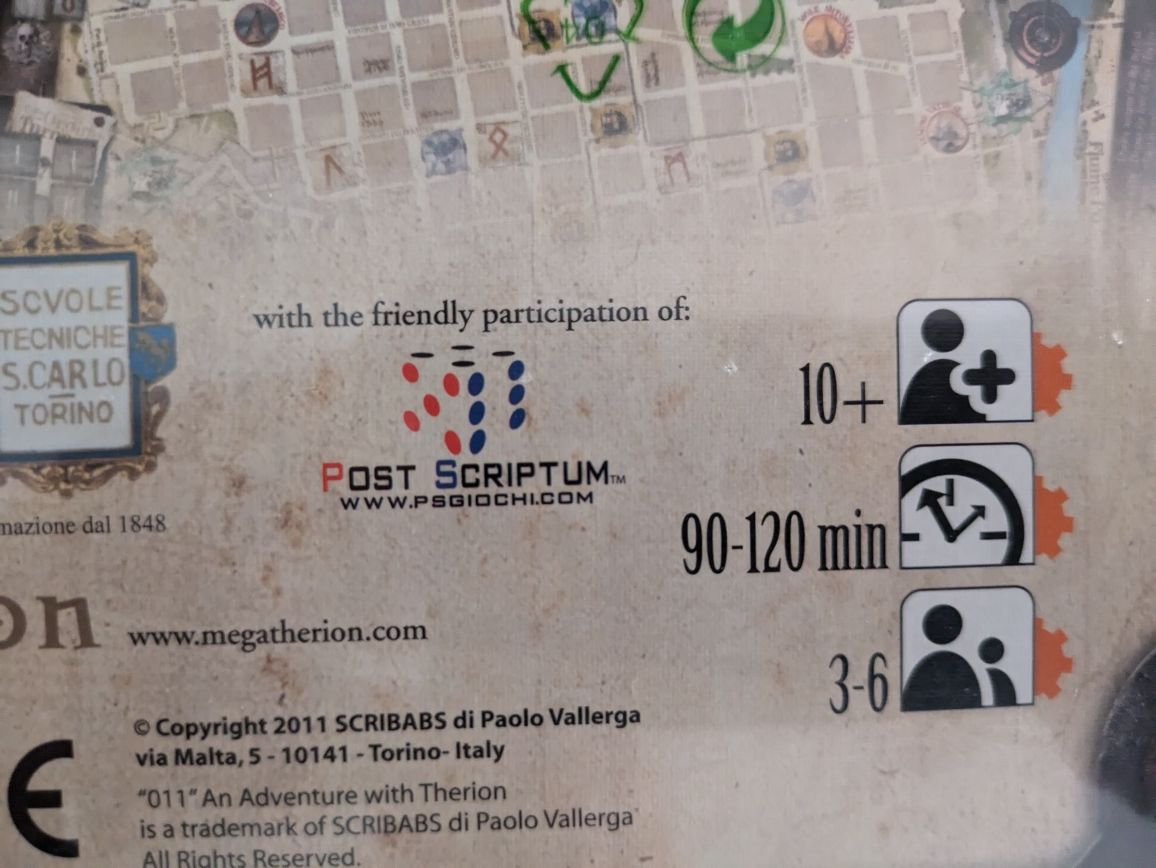 SCVOLE
TECNICHE
S.CARLO
TORINO
mazione dal 1848
with the friendly participation of:
POST SCRIPTUM™
WWW.PSGIOCHI.COM
10+
90-120 min
3-6
on
www.megatherion.com
CE
© Copyright 2011 SCRIBABS di Paolo Vallerga
via Malta, 5 - 10141 - Torino- Italy
"011" An Adventure with Therion
is a trademark of SCRIBABS di Paolo Vallerga
All Rights Reserved.